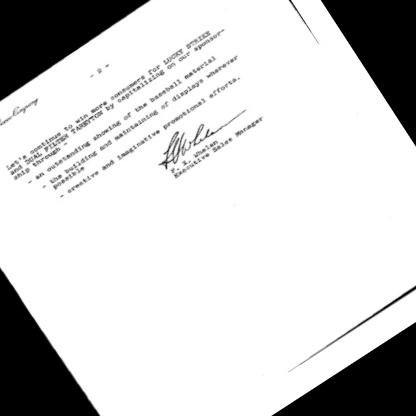 - 2 -
Company
Let's continue to win more consumers for LUCKY STRIKE
and DUAL FILTER TAREYTON by capitalizing on our sponsor-
ship through -
- an outstanding showing of the baseball material
- the building and maintaining of displays wherever
possible
- creative and imaginative promotional efforts.
Whelan
Executive Sales Manager